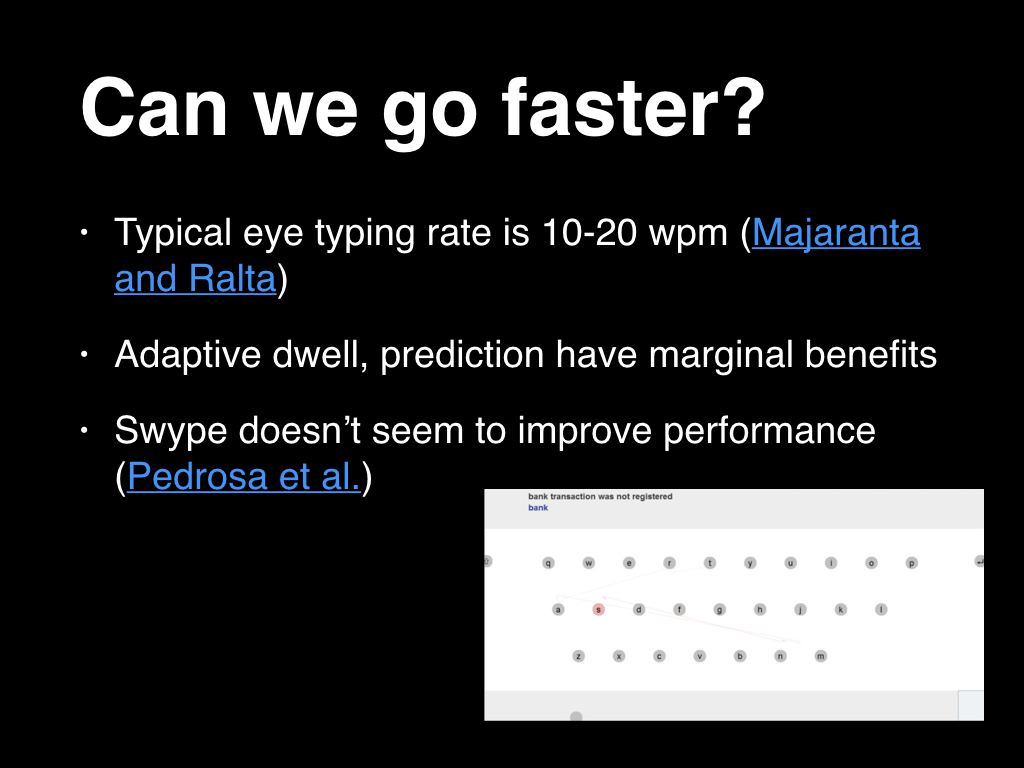 Can we go faster?
• Typical eye typing rate is 10-20 wpm (Majaranta
and Ralta)
• Adaptive dwell, prediction have marginal benefits
• Swype doesn’t seem to improve performance
(Pedrosa et al.)
bank transaction was not registered
bank
q w e r t y u i o p
a s d f g h j k l
z x c v b n m